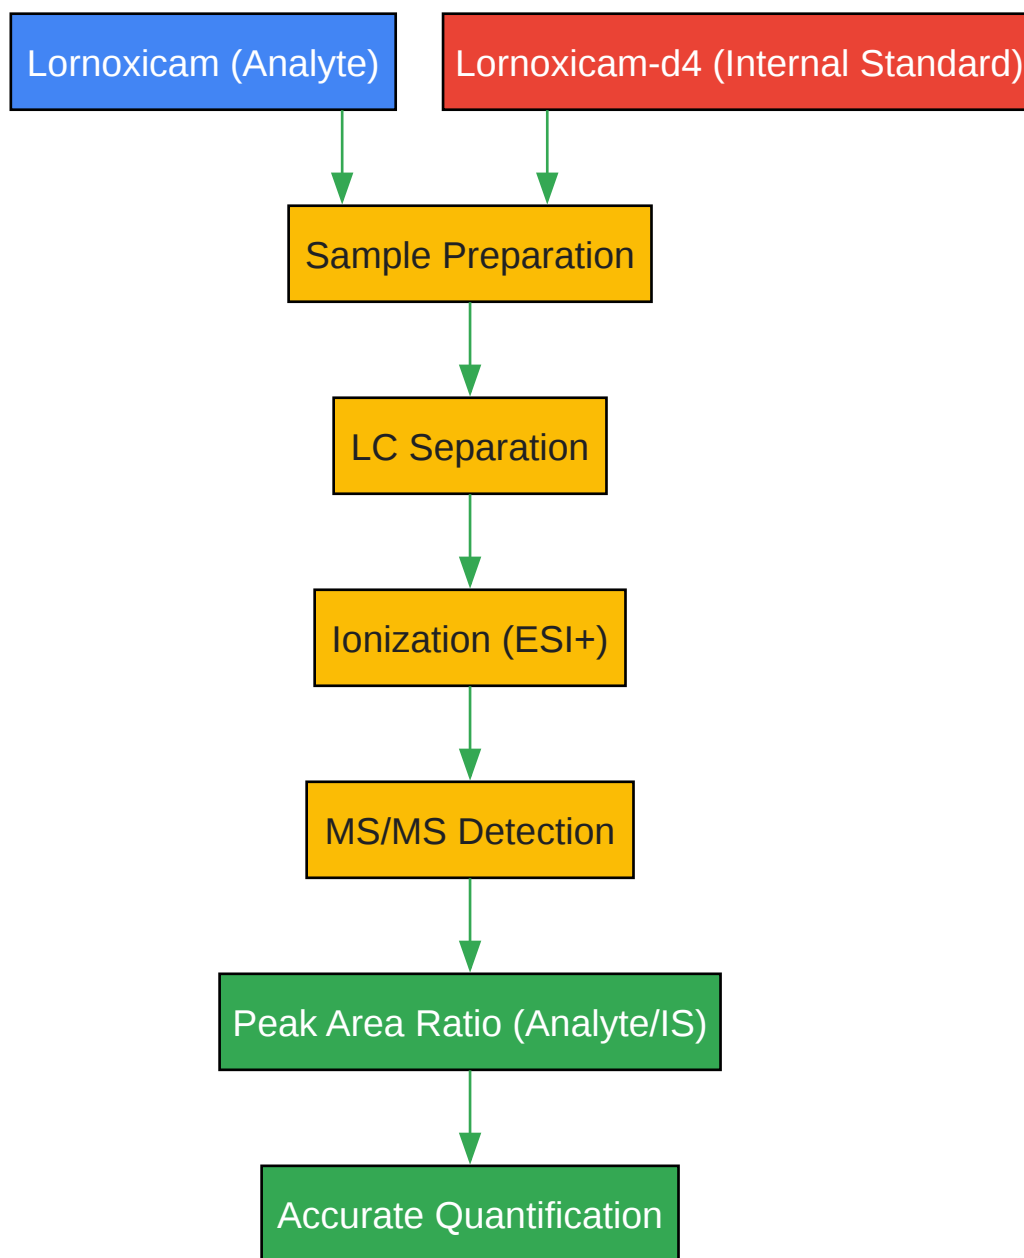 Lornoxicam (Analyte)
Lornoxicam-d4 (Internal Standard)
Sample Preparation
LC Separation
Ionization (ESI+)
MS/MS Detection
Peak Area Ratio (Analyte/IS)
Accurate Quantification